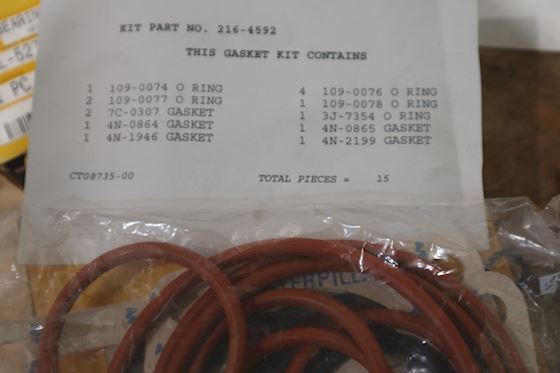 KIT PART NO. 216-4592
THIS GASKET KIT CONTAINS
1 109-0074 O RING
2 109-0077 O RING
2 7C-0307 GASKET
1 4N-0864 GASKET
1 4N-1946 GASKET
4 109-0076 O RING
1 109-0078 O RING
1 3J-7354 O RING
1 4N-0865 GASKET
1 4N-2199 GASKET
CT08735-00
TOTAL PIECES = 15
PC